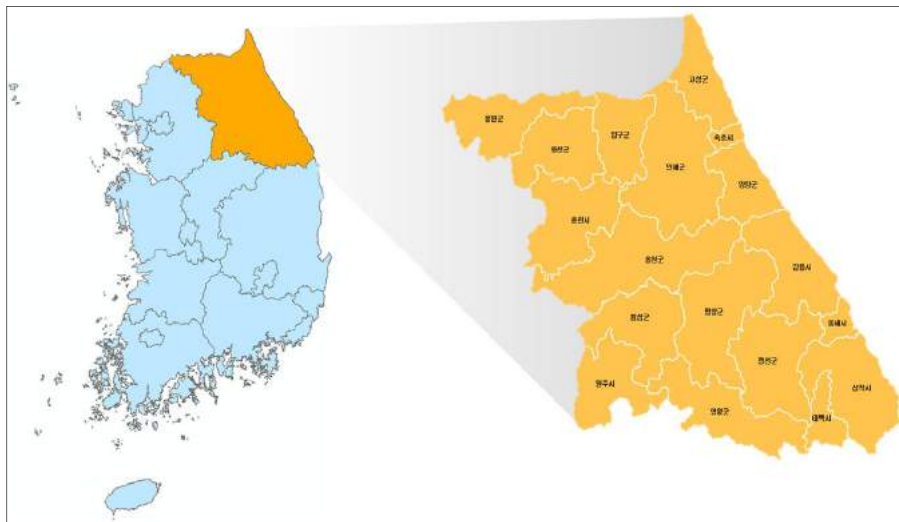 고성군
철원군
화천군
양구군
속초시
인제군
양양군
춘천시
홍천군
강릉시
횡성군
평창군
동해시
정선군
원주시
삼척시
영월군
태백시